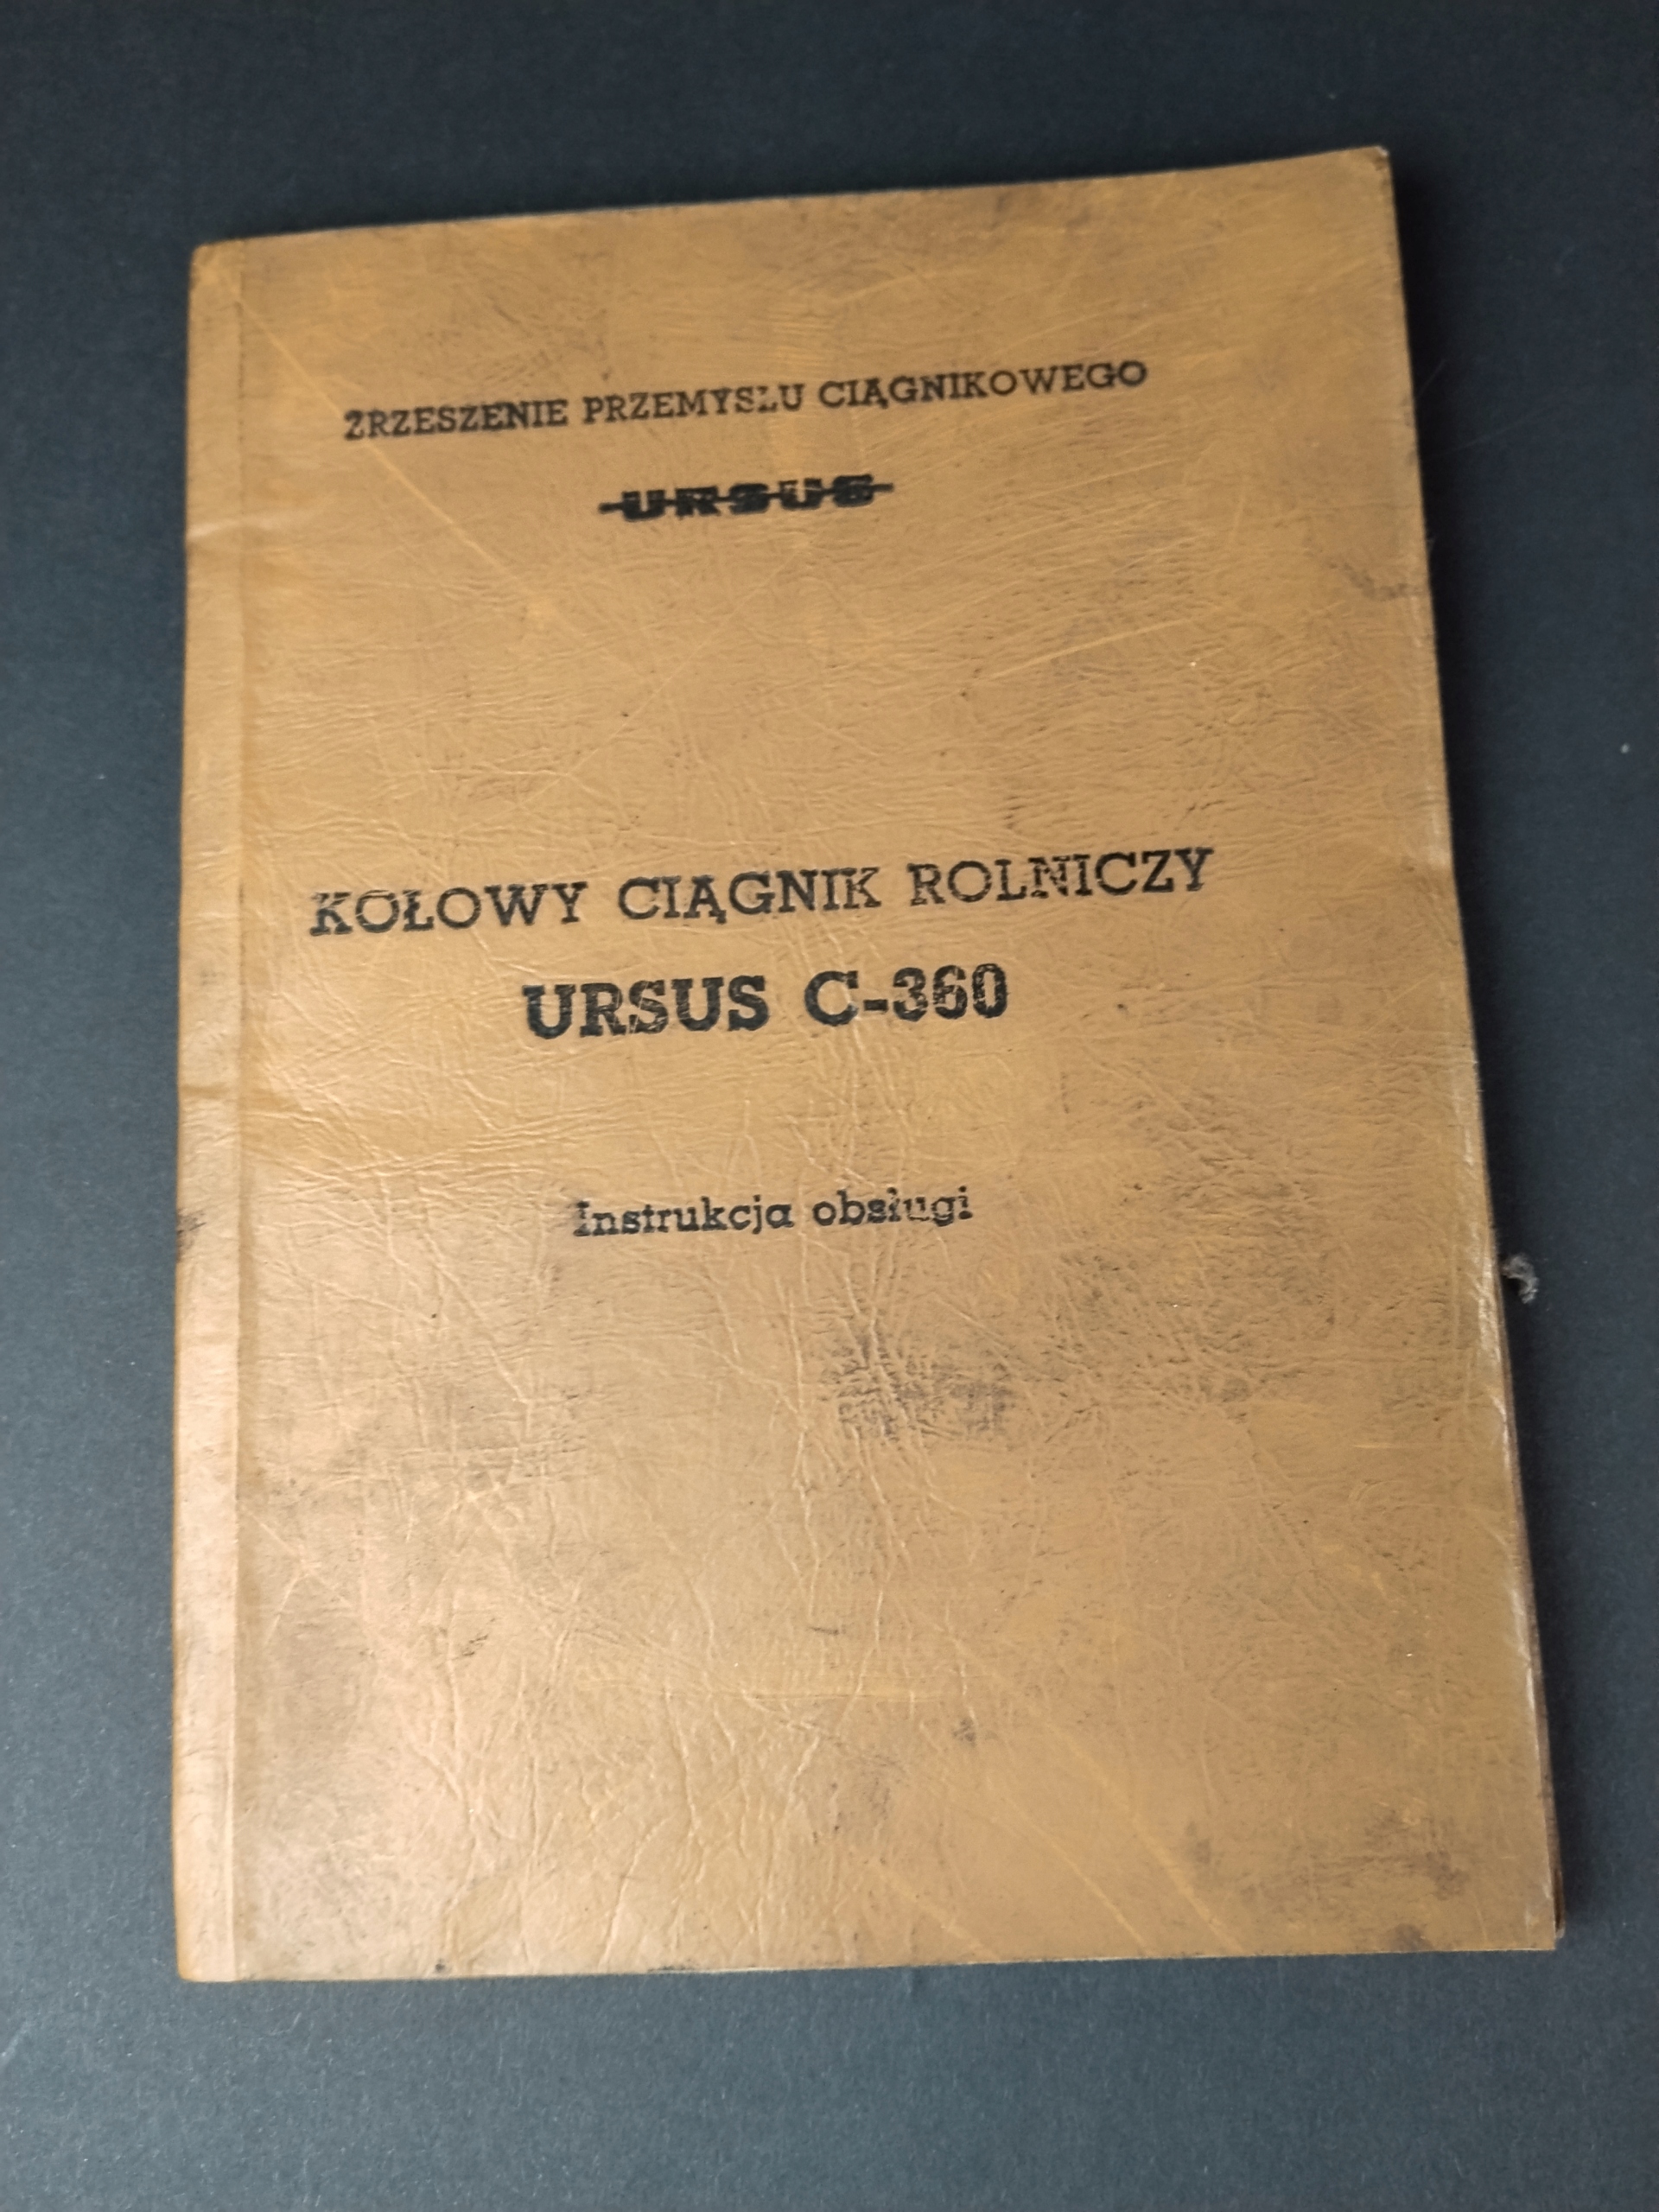 ZRZESZENIE PRZEMYSŁU CIĄGNIKOWEGO
URSUS
KOŁOWY CIĄGNIK ROLNICZY
URSUS C-360
Instrukcja obsługi